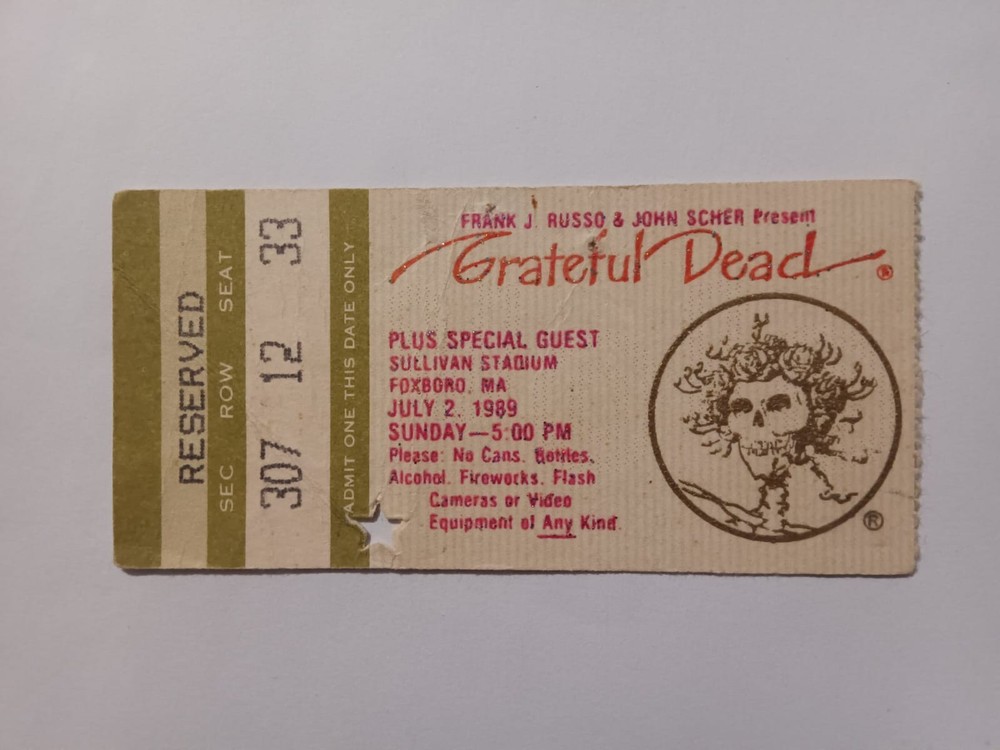 RESERVED
SEC ROW SEAT
307 12 33
ADMIT ONE THIS DATE ONLY
FRANK J. RUSSO & JOHN SCHER Present
Grateful Dead ®
PLUS SPECIAL GUEST
SULLIVAN STADIUM
FOXBORO, MA
JULY 2, 1989
SUNDAY—5:00 PM
Please: No Cans, Bottles,
Alcohol, Fireworks, Flash
Cameras or Video
Equipment of Any Kind.
®